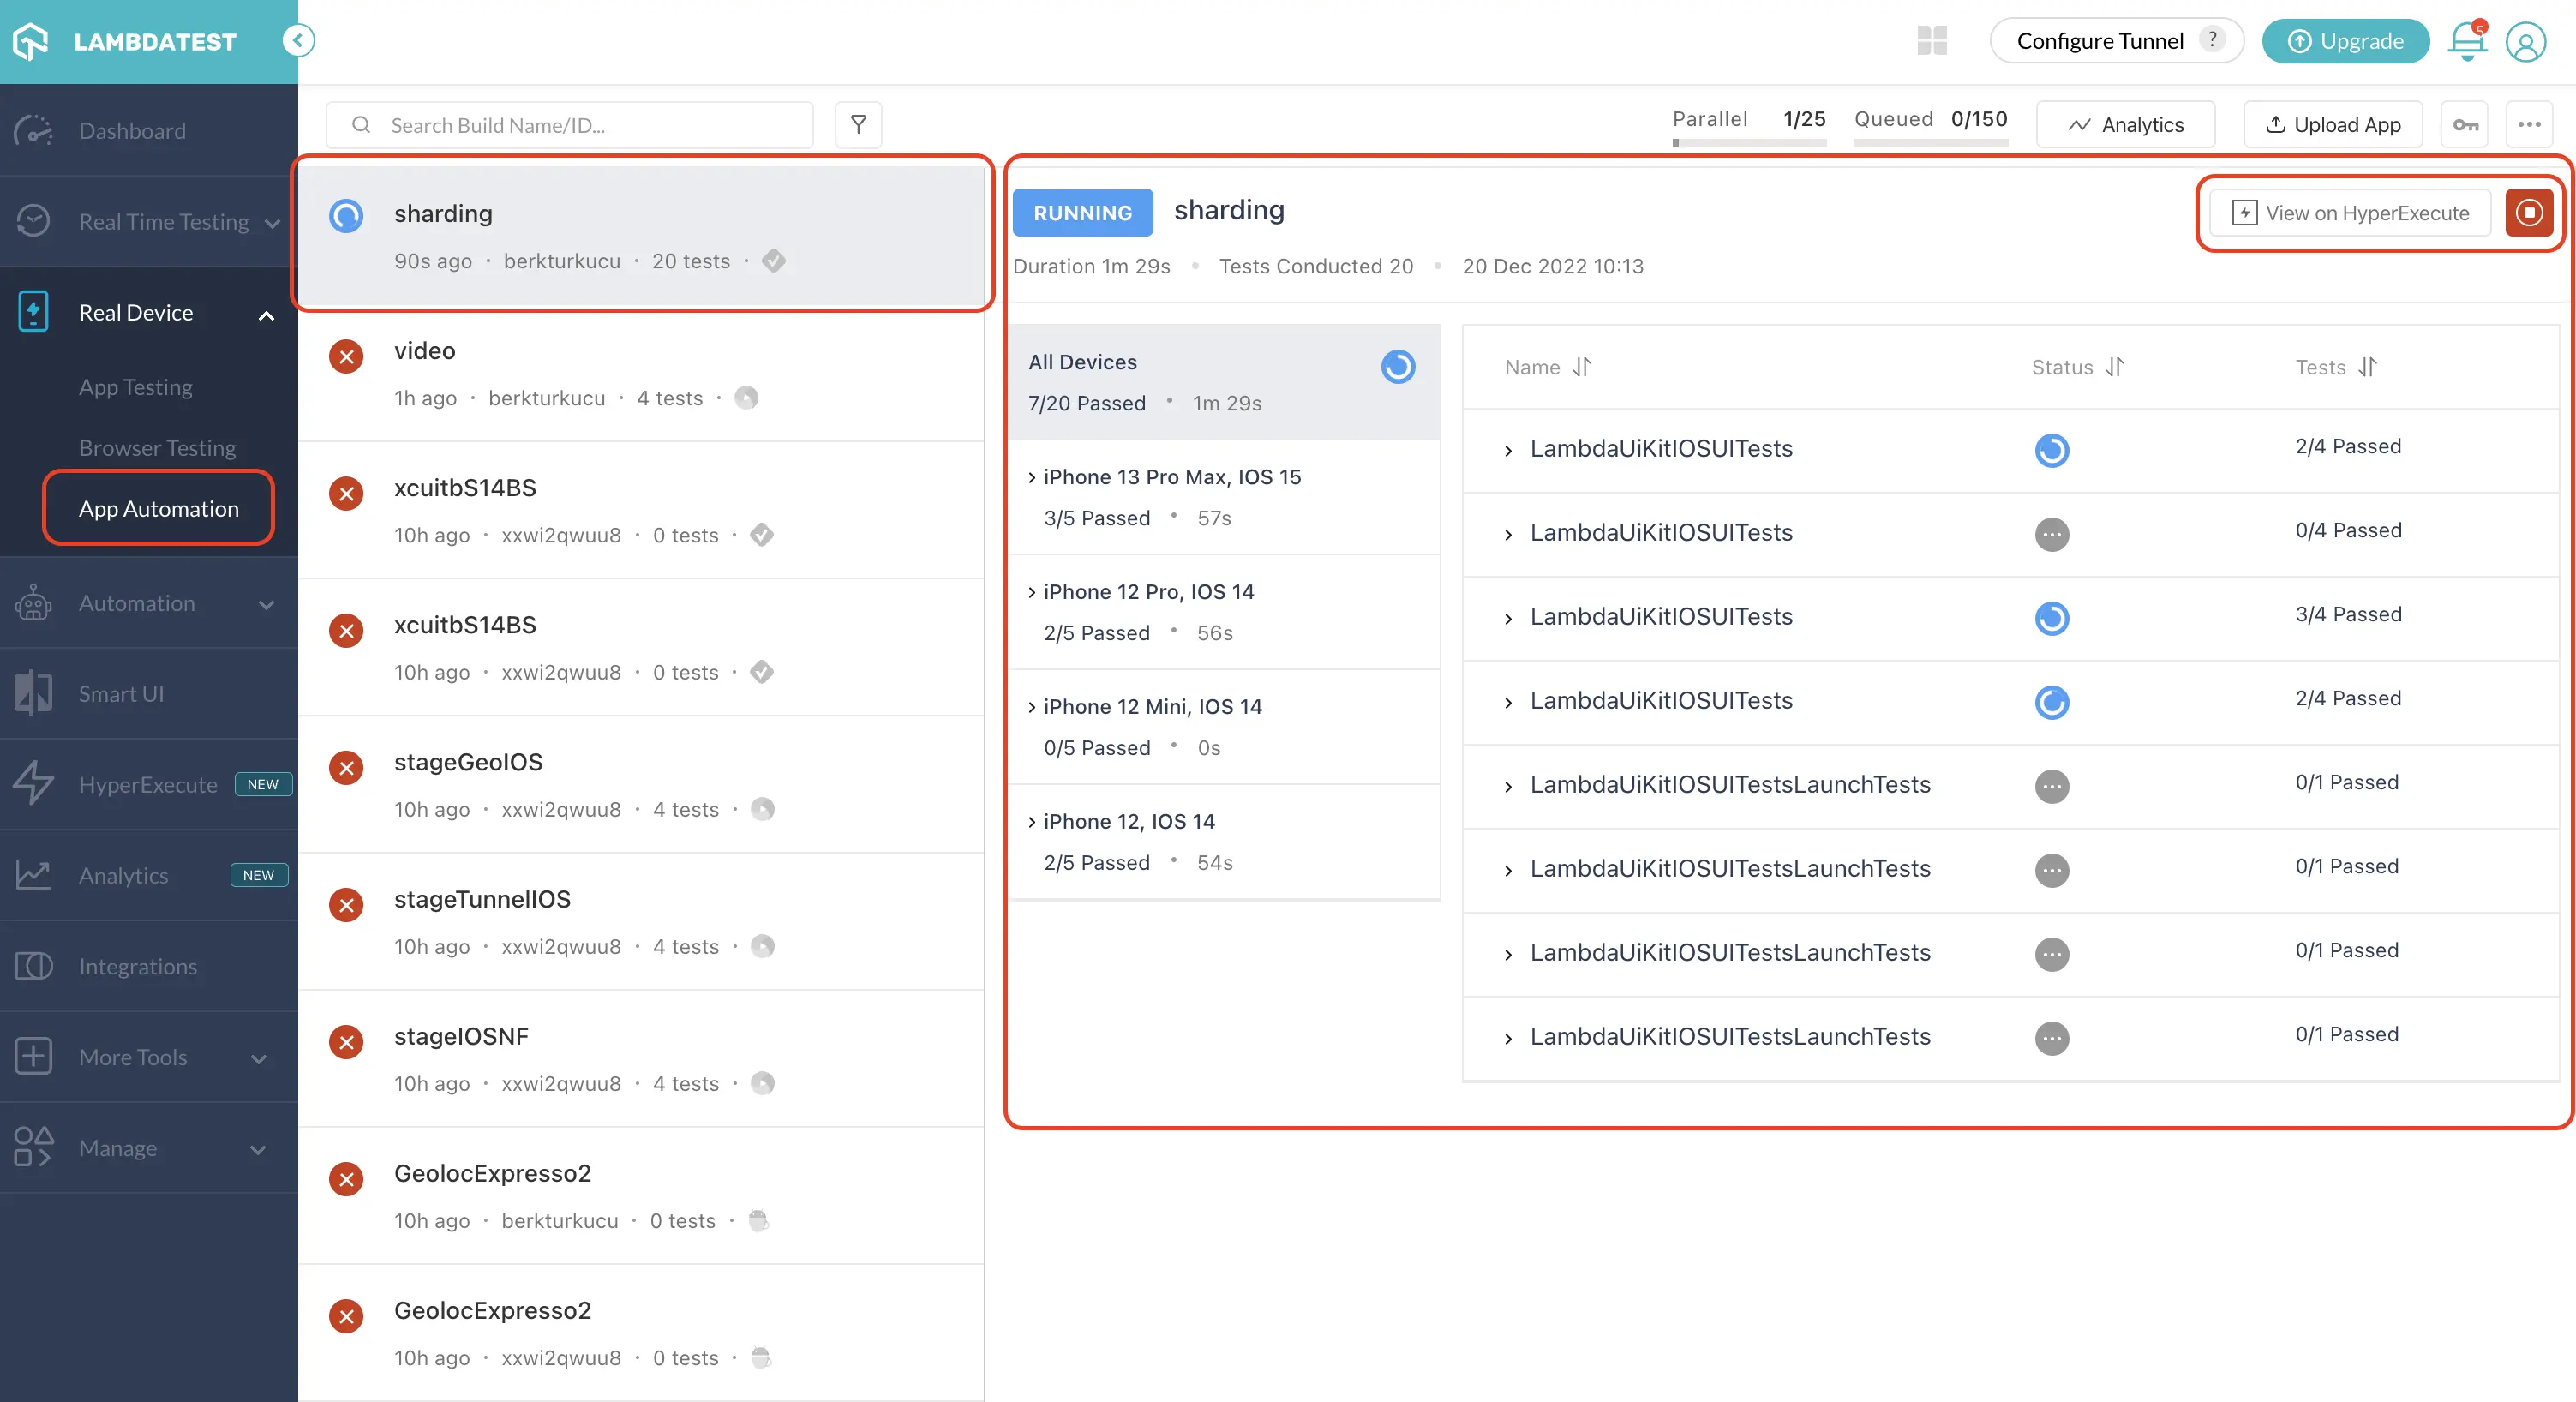 LAMBDATEST
Configure Tunnel ?
Upgrade
5
Dashboard
Real Time Testing
Real Device
App Testing
Browser Testing
App Automation
Automation
Smart UI
HyperExecute NEW
Analytics NEW
Integrations
More Tools
Manage
Search Build Name/ID...
Parallel 1/25
Queued 0/150
Analytics
Upload App
sharding
90s ago · berkturkucu · 20 tests ·
video
1h ago · berkturkucu · 4 tests ·
xcuitbS14BS
10h ago · xxwi2qwuu8 · 0 tests ·
xcuitbS14BS
10h ago · xxwi2qwuu8 · 0 tests ·
stageGeoIOS
10h ago · xxwi2qwuu8 · 4 tests ·
stageTunnelIOS
10h ago · xxwi2qwuu8 · 4 tests ·
stageIOSNF
10h ago · xxwi2qwuu8 · 4 tests ·
GeolocExpresso2
10h ago · berkturkucu · 0 tests ·
GeolocExpresso2
10h ago · xxwi2qwuu8 · 0 tests ·
RUNNING sharding
View on HyperExecute
Duration 1m 29s • Tests Conducted 20 • 20 Dec 2022 10:13
All Devices
7/20 Passed • 1m 29s
iPhone 13 Pro Max, IOS 15
3/5 Passed • 57s
iPhone 12 Pro, IOS 14
2/5 Passed • 56s
iPhone 12 Mini, IOS 14
0/5 Passed • 0s
iPhone 12, IOS 14
2/5 Passed • 54s
Name Status Tests
LambdaUiKitIOSUITests 2/4 Passed
LambdaUiKitIOSUITests 0/4 Passed
LambdaUiKitIOSUITests 3/4 Passed
LambdaUiKitIOSUITests 2/4 Passed
LambdaUiKitIOSUITestsLaunchTests 0/1 Passed
LambdaUiKitIOSUITestsLaunchTests 0/1 Passed
LambdaUiKitIOSUITestsLaunchTests 0/1 Passed
LambdaUiKitIOSUITestsLaunchTests 0/1 Passed